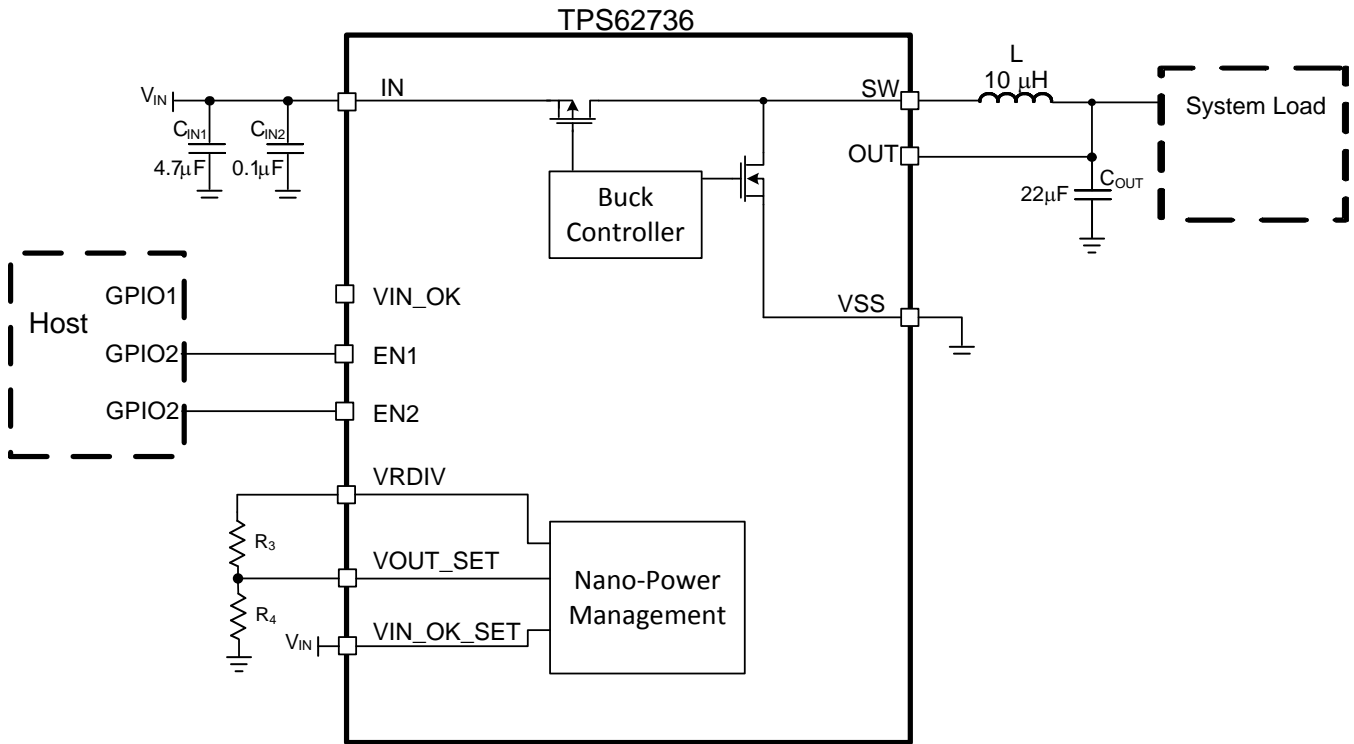 TPS62736
L
10 μH
IN
SW
VIN
System Load
CIN1
CIN2
4.7μF
0.1μF
OUT
COUT
22μF
Buck
Controller
GPIO1
VIN_OK
VSS
Host
GPIO2
EN1
GPIO2
EN2
VRDIV
R3
VOUT_SET
Nano-Power
Management
R4
VIN_OK_SET
VIN